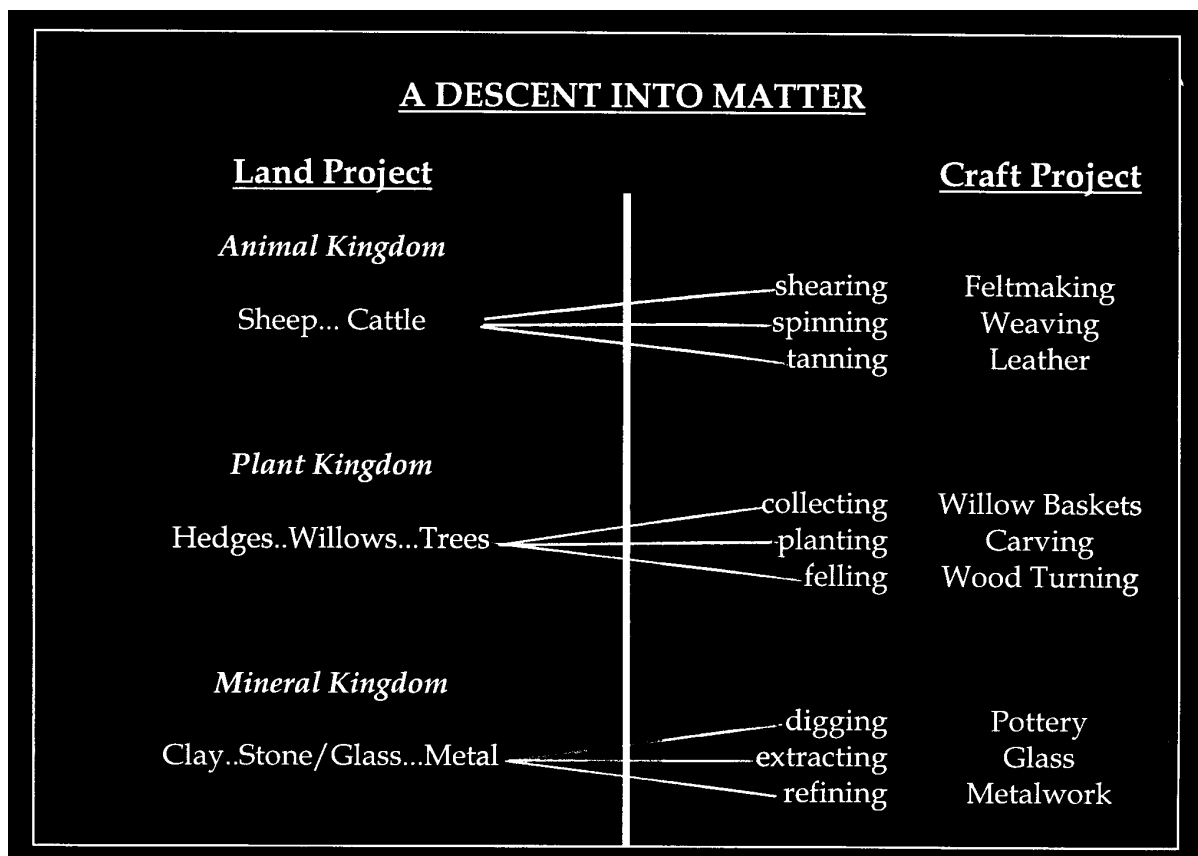 A DESCENT INTO MATTER
Land Project
Craft Project
Animal Kingdom
Sheep... Cattle
shearing Feltmaking
spinning Weaving
tanning Leather
Plant Kingdom
Hedges..Willows...Trees
collecting Willow Baskets
planting Carving
felling Wood Turning
Mineral Kingdom
Clay..Stone/Glass...Metal
digging Pottery
extracting Glass
refining Metalwork